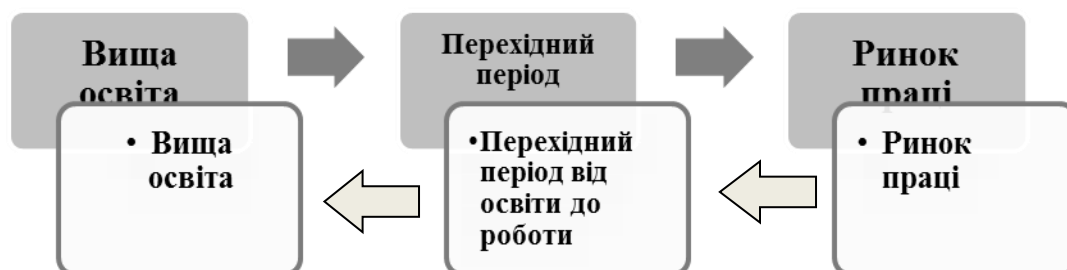 Вища
освіта
Перехідний
період
Ринок
праці
• Вища
освіта
•Перехідний
період від
освіти до
роботи
• Ринок
праці